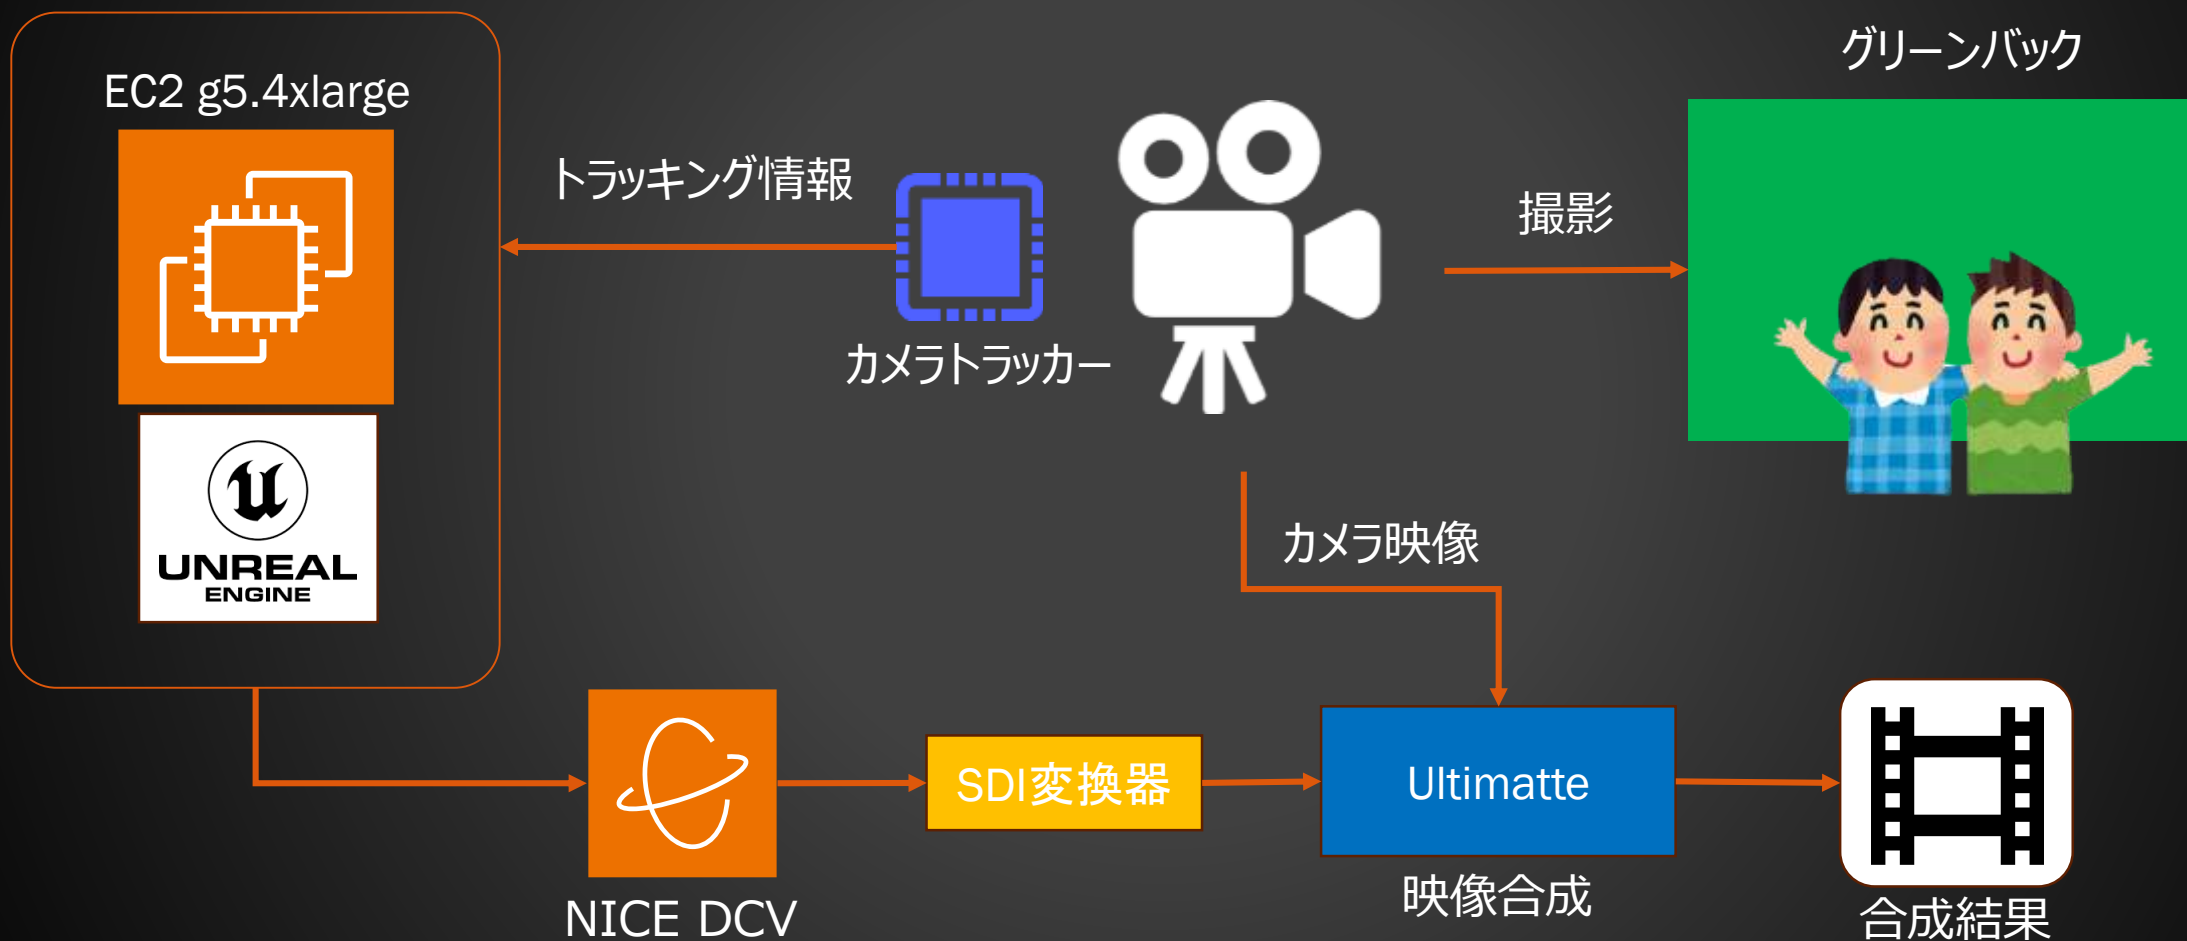 グリーンバック
EC2 g5.4xlarge
トラッキング情報
撮影
カメラトラッカー
UNREAL
ENGINE
カメラ映像
SDI変換器
Ultimatte
NICE DCV
映像合成
合成結果